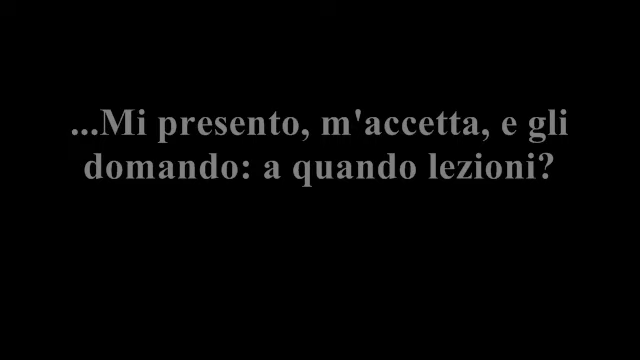 ...Mi presento, m'accetta, e gli
domando: a quando lezioni?